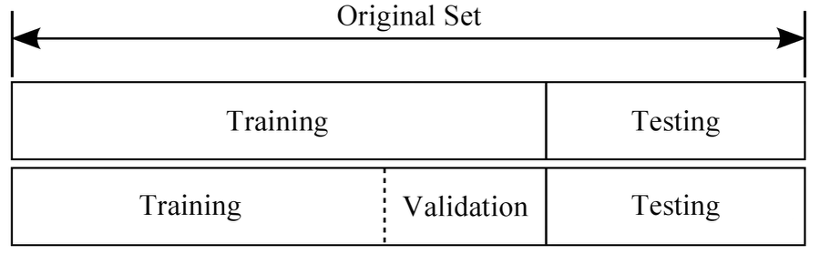 Original Set
Training Testing
Training Validation Testing